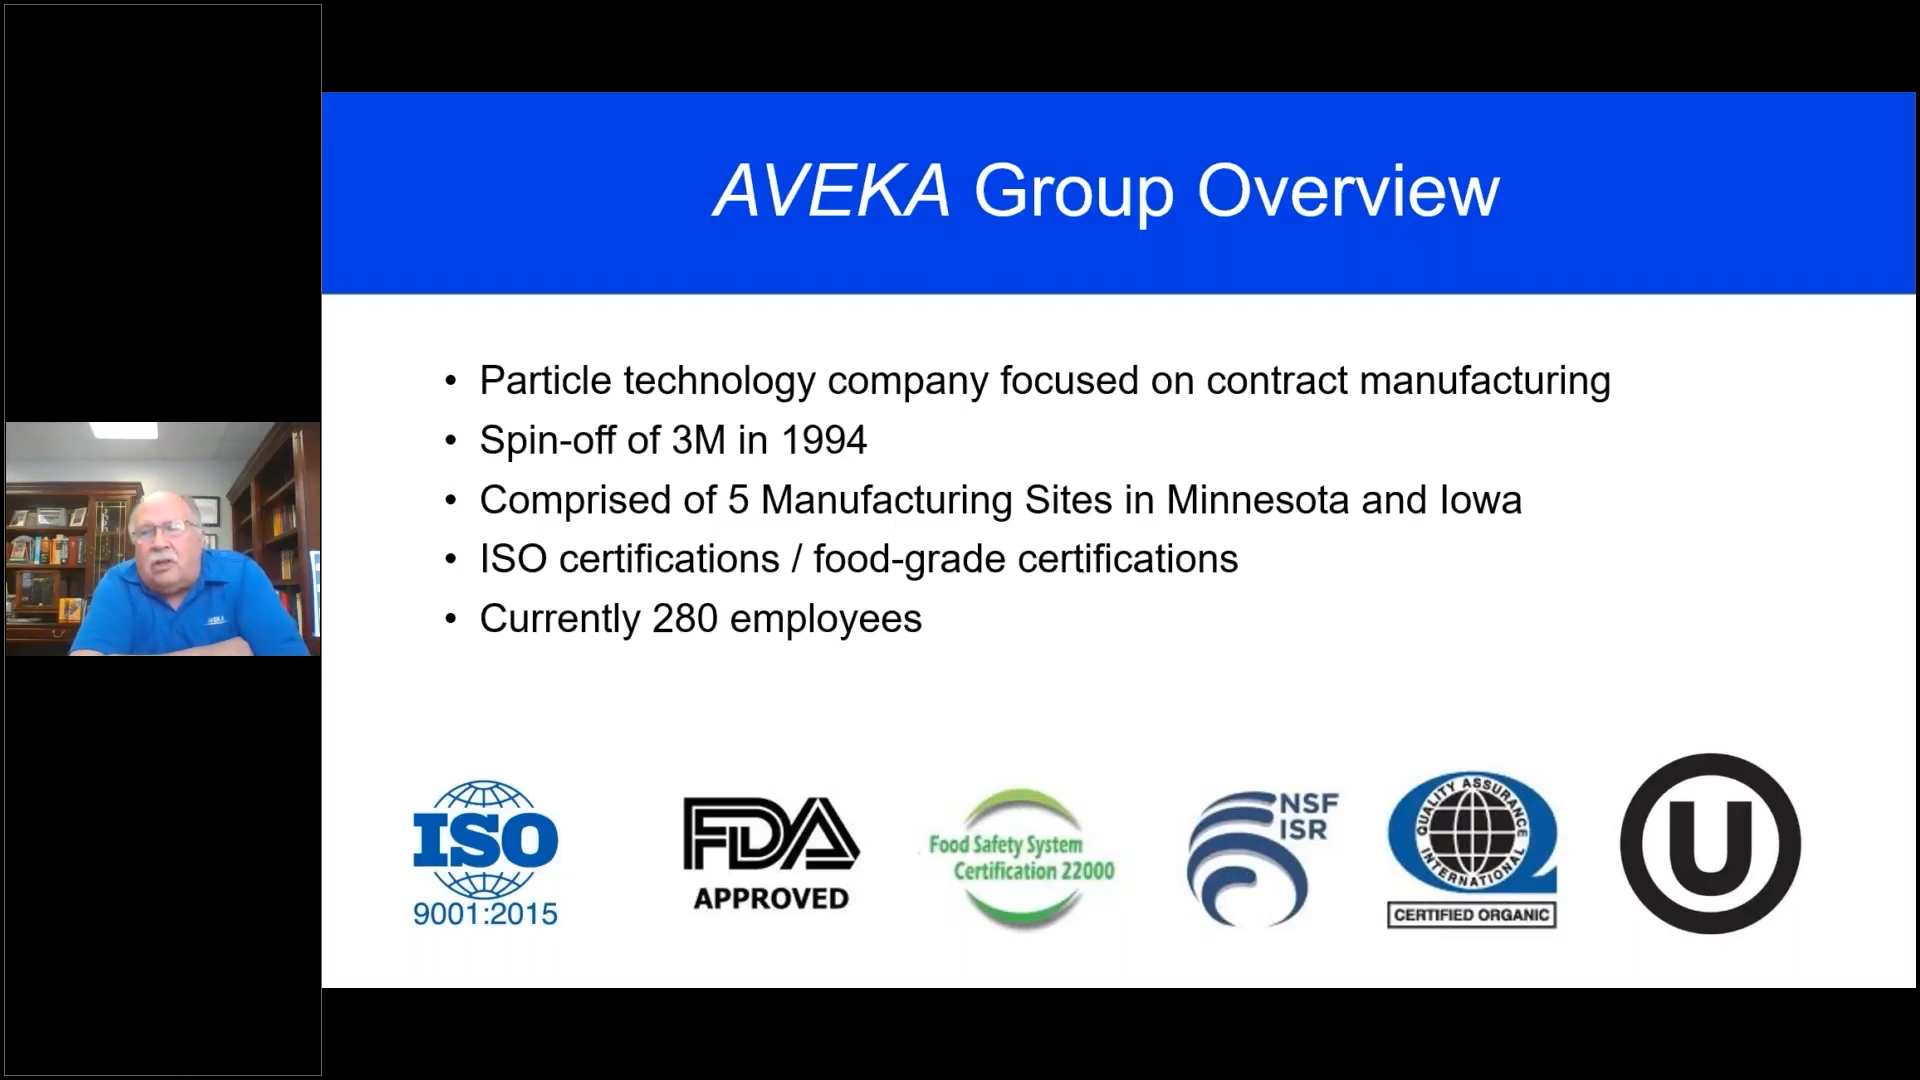 AVEKA Group Overview
• Particle technology company focused on contract manufacturing
• Spin-off of 3M in 1994
• Comprised of 5 Manufacturing Sites in Minnesota and Iowa
• ISO certifications / food-grade certifications
• Currently 280 employees
ISO
9001:2015
FDA
APPROVED
Food Safety System
Certification 22000
NSF
ISR
QUALITY ASSURANCE
INTERNATIONAL
CERTIFIED ORGANIC
U
AVEKA